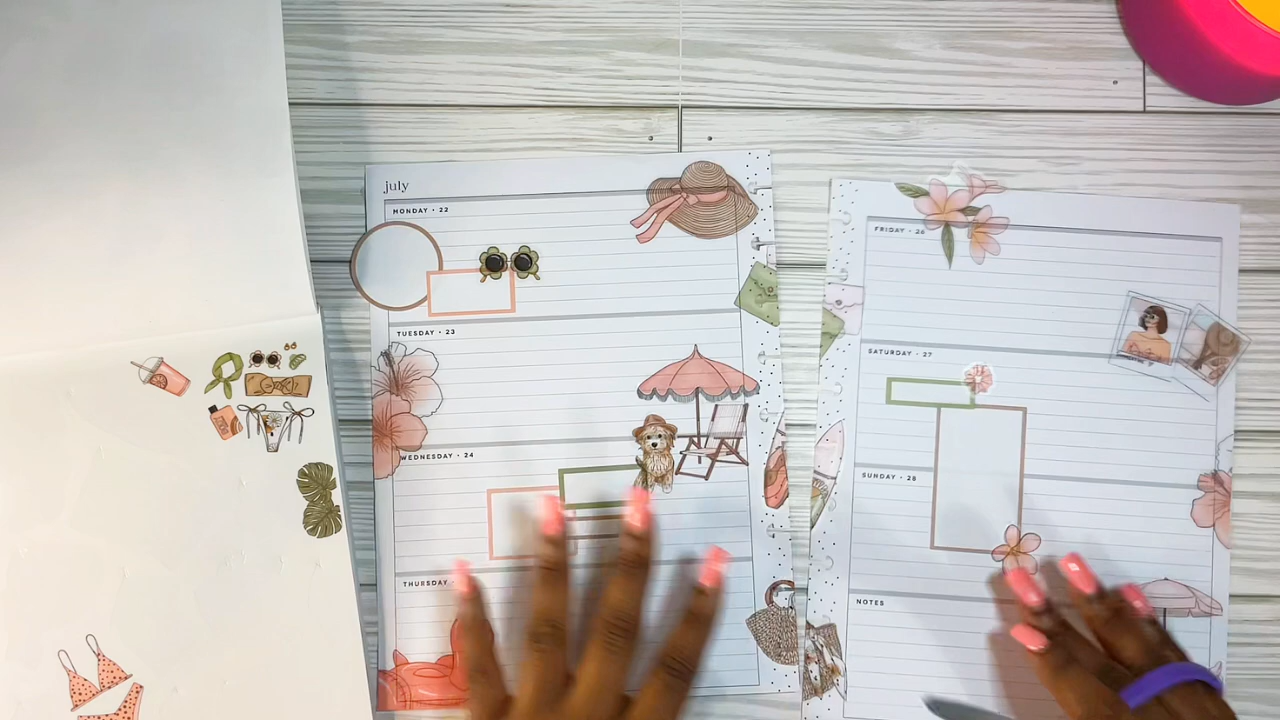 july
MONDAY • 22
TUESDAY • 23
WEDNESDAY • 24
THURSDAY •
FRIDAY • 26
SATURDAY • 27
SUNDAY • 28
NOTES